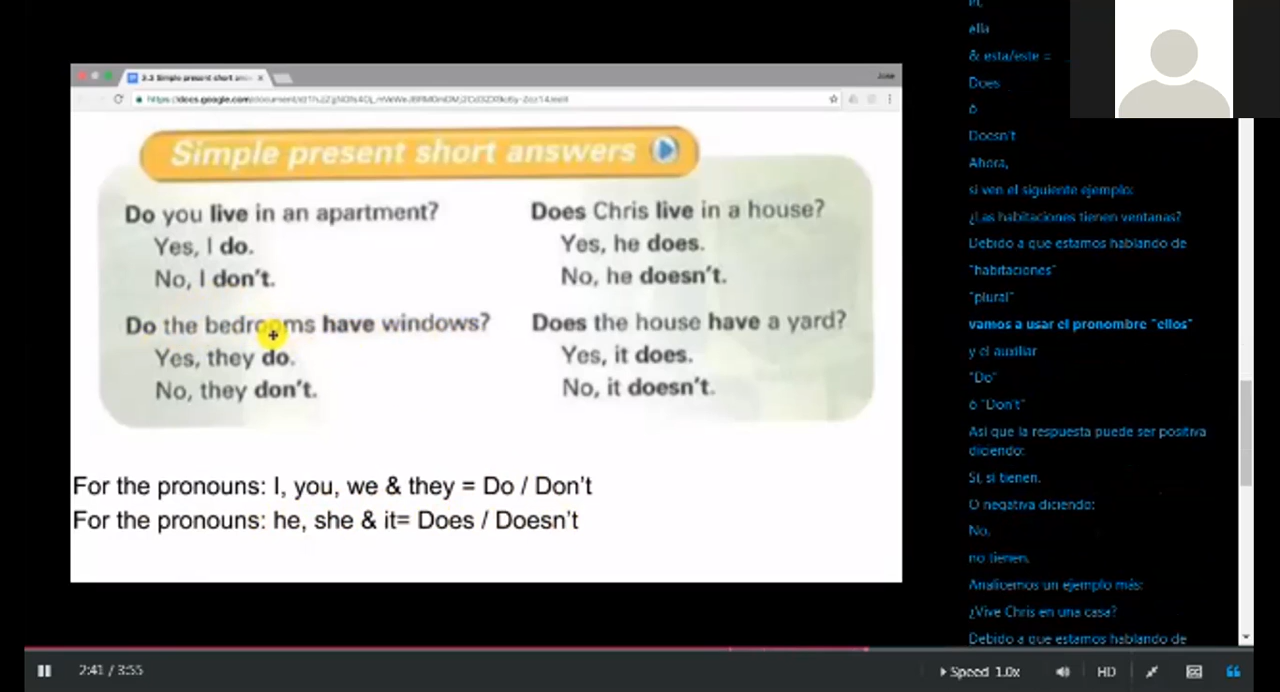 2.3 Simple present short
Jose
Simple present short answers
Do you live in an apartment?
Yes, I do.
No, I don't.
Do the bedrooms have windows?
Yes, they do.
No, they don't.
Does Chris live in a house?
Yes, he does.
No, he doesn't.
Does the house have a yard?
Yes, it does.
No, it doesn't.
For the pronouns: I, you, we & they = Do / Don't
For the pronouns: he, she & it= Does / Doesn't
ella
& esta/este =
Does
ó
Doesn't
Ahora,
si ven el siguiente ejemplo:
¿Las habitaciones tienen ventanas?
Debido a que estamos hablando de
"habitaciones"
"plural"
vamos a usar el pronombre "ellos"
y el auxiliar
"Do"
ó "Don't"
Así que la respuesta puede ser positiva
diciendo:
Sí, sí tienen.
O negativa diciendo:
No,
no tienen.
Analicemos un ejemplo más:
¿Vive Chris en una casa?
Debido a que estamos hablando de
2:41 / 3:55
Speed 1.0x
HD